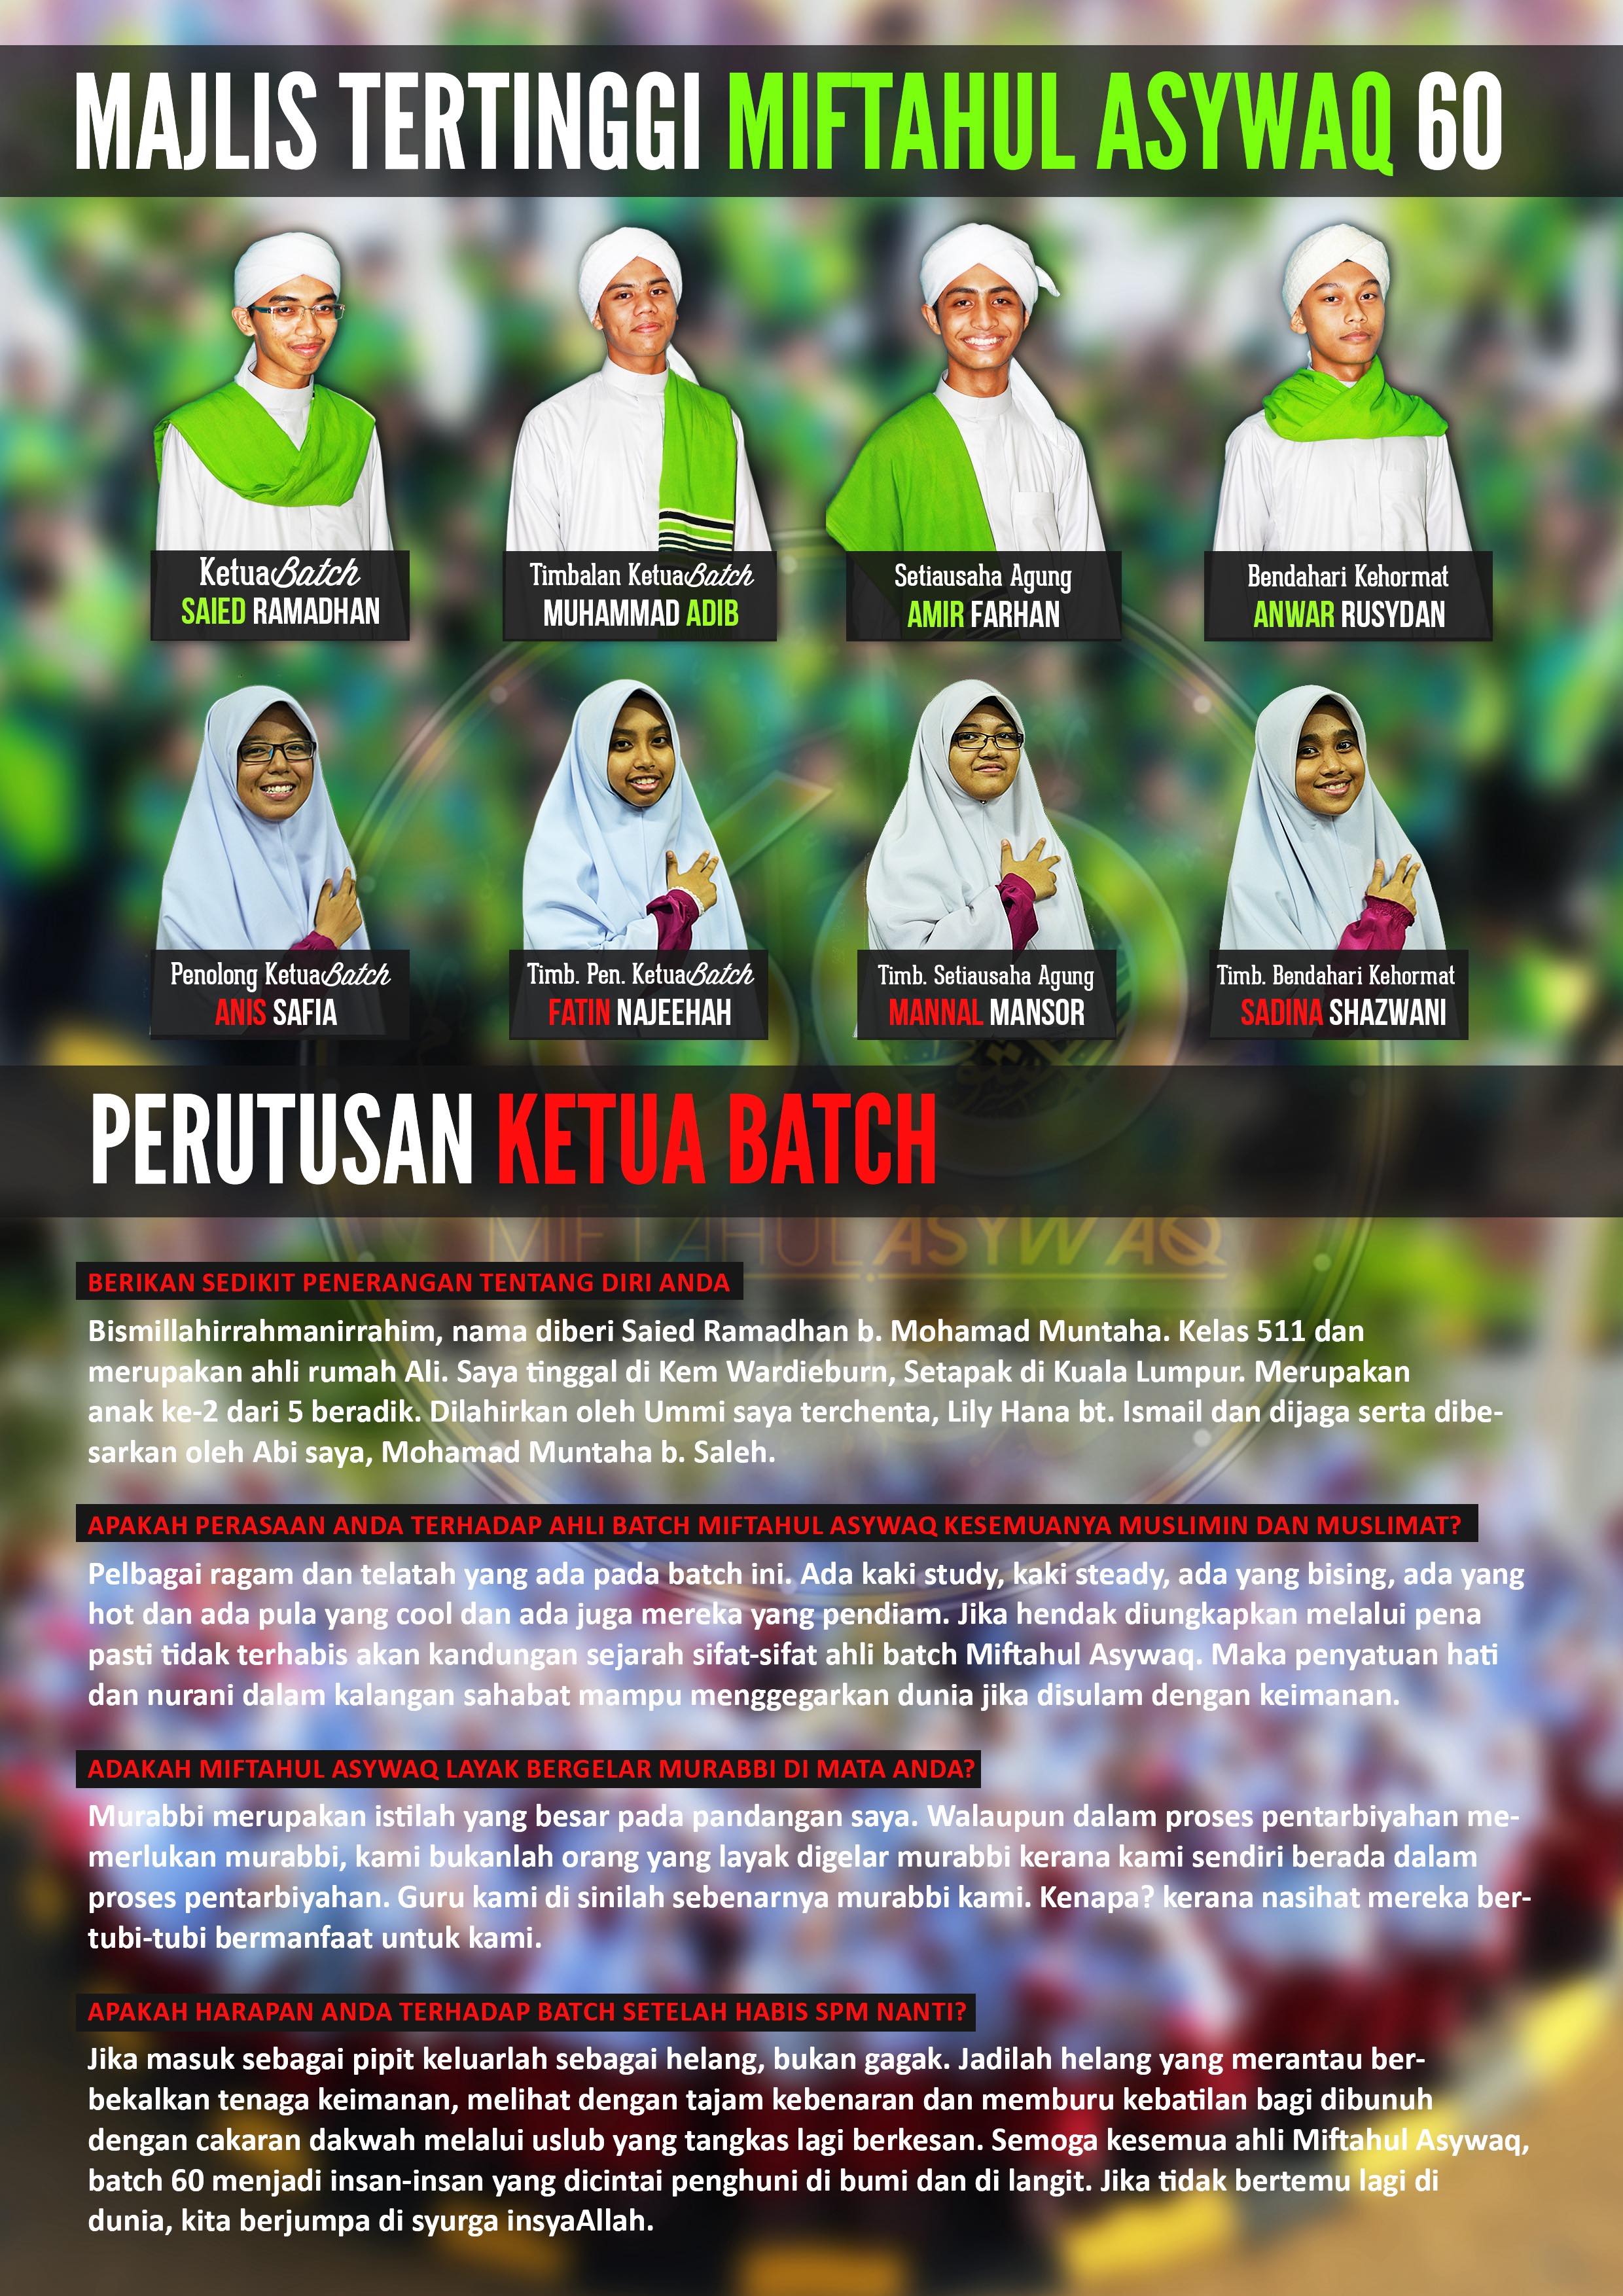 MAJLIS TERTINGGI MIFTAHUL ASYWAQ 60
KetuaBatch
SAIED RAMADHAN
Timbalan KetuaBatch
MUHAMMAD ADIB
Setiausaha Agung
AMIR FARHAN
Bendahari Kehormat
ANWAR RUSYDAN
Penolong KetuaBatch
ANIS SAFIA
Timb. Pen. KetuaBatch
FATIN NAJEEHAH
Timb. Setiausaha Agung
MANNAL MANSOR
Timb. Bendahari Kehormat
SADINA SHAZWANI
PERUTUSAN KETUA BATCH
MIFTAHULASYWAQ
BERIKAN SEDIKIT PENERANGAN TENTANG DIRI ANDA
Bismillahirrahmanirrahim, nama diberi Saied Ramadhan b. Mohamad Muntaha. Kelas 511 dan
merupakan ahli rumah Ali. Saya tinggal di Kem Wardieburn, Setapak di Kuala Lumpur. Merupakan
anak ke-2 dari 5 beradik. Dilahirkan oleh Ummi saya terchenta, Lily Hana bt. Ismail dan dijaga serta dibe-
sarkan oleh Abi saya, Mohamad Muntaha b. Saleh.
APAKAH PERASAAN ANDA TERHADAP AHLI BATCH MIFTAHUL ASYWAQ KESEMUANYA MUSLIMIN DAN MUSLIMAT?
Pelbagai ragam dan telatah yang ada pada batch ini. Ada kaki study, kaki steady, ada yang bising, ada yang
hot dan ada pula yang cool dan ada juga mereka yang pendiam. Jika hendak diungkapkan melalui pena
pasti tidak terhabis akan kandungan sejarah sifat-sifat ahli batch Miftahul Asywaq. Maka penyatuan hati
dan nurani dalam kalangan sahabat mampu menggegarkan dunia jika disulam dengan keimanan.
ADAKAH MIFTAHUL ASYWAQ LAYAK BERGELAR MURABBI DI MATA ANDA?
Murabbi merupakan istilah yang besar pada pandangan saya. Walaupun dalam proses pentarbiyahan me-
merlukan murabbi, kami bukanlah orang yang layak digelar murabbi kerana kami sendiri berada dalam
proses pentarbiyahan. Guru kami di sinilah sebenarnya murabbi kami. Kenapa? kerana nasihat mereka ber-
tubi-tubi bermanfaat untuk kami.
APAKAH HARAPAN ANDA TERHADAP BATCH SETELAH HABIS SPM NANTI?
Jika masuk sebagai pipit keluarlah sebagai helang, bukan gagak. Jadilah helang yang merantau ber-
bekalkan tenaga keimanan, melihat dengan tajam kebenaran dan memburu kebatilan bagi dibunuh
dengan cakaran dakwah melalui uslub yang tangkas lagi berkesan. Semoga kesemua ahli Miftahul Asywaq,
batch 60 menjadi insan-insan yang dicintai penghuni di bumi dan di langit. Jika tidak bertemu lagi di
dunia, kita berjumpa di syurga insyaAllah.